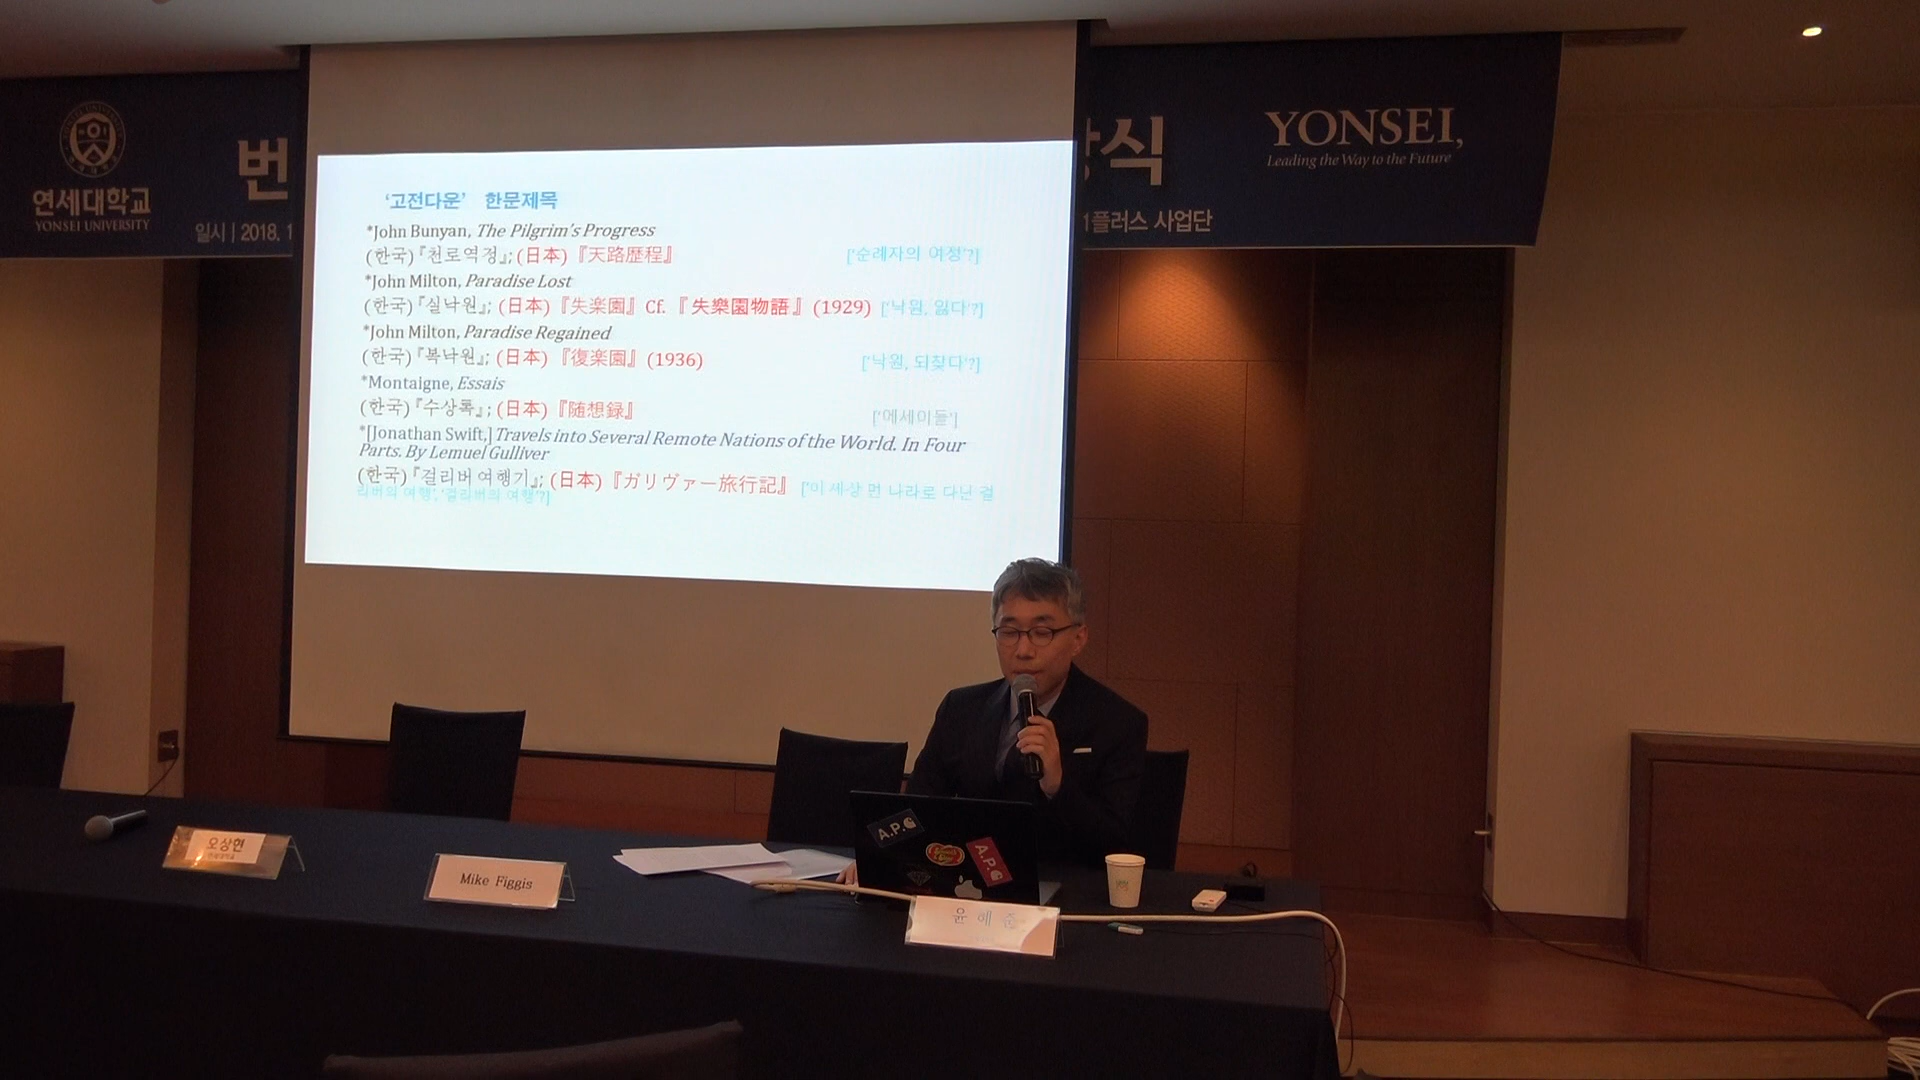 연세대학교
YONSEI UNIVERSITY
번
일시 | 2018. 1
식
1플러스 사업단
YONSEI,
Leading the Way to the Future
‘고전다운’ 한문제목
*John Bunyan, The Pilgrim's Progress
(한국)『천로역정』; (日本)『天路歴程』 ['순례자의 여정'?]
*John Milton, Paradise Lost
(한국)『실낙원』; (日本)『失楽園』 Cf. 『失樂園物語』(1929) ['낙원, 잃다'?]
*John Milton, Paradise Regained
(한국)『복낙원』; (日本)『復楽園』(1936) ['낙원, 되찾다'?]
*Montaigne, Essais
(한국)『수상록』; (日本)『随想録』 ['에세이들']
*[Jonathan Swift,] Travels into Several Remote Nations of the World. In Four
Parts. By Lemuel Gulliver
(한국)『걸리버 여행기』; (日本)『ガリヴァー旅行記』 ['이 세상 먼 나라로 다닌 걸
리버의 여행', '걸리버의 여행'?]
A.P.C
A.P.C
오상현
Mike Figgis
윤혜준